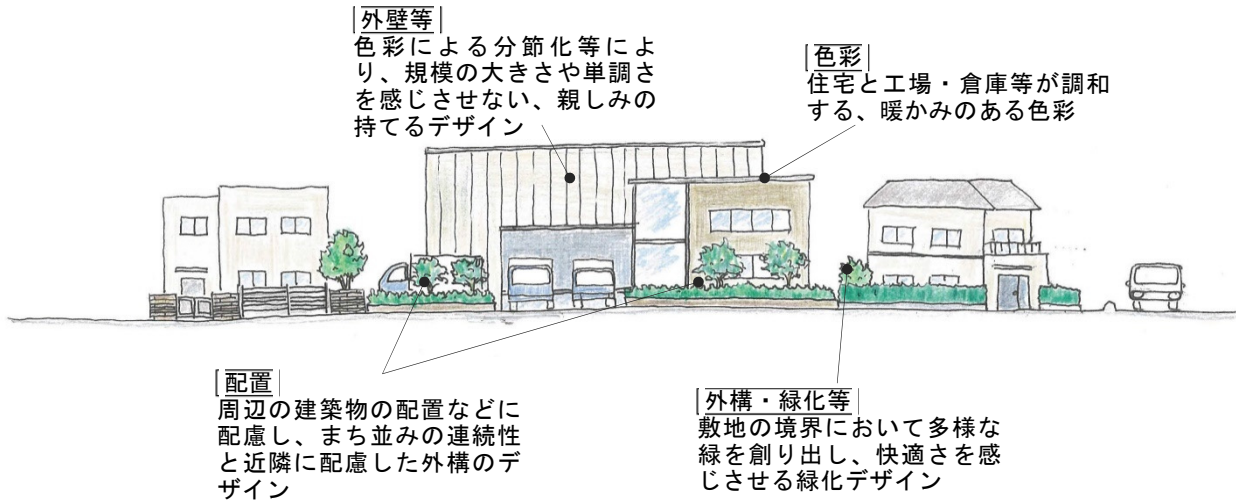 外壁等
色彩による分節化等によ
り、規模の大きさや単調さ
を感じさせない、親しみの
持てるデザイン
色彩
住宅と工場・倉庫等が調和
する、暖かみのある色彩
配置
周辺の建築物の配置などに
配慮し、まち並みの連続性
と近隣に配慮した外構のデ
ザイン
外構・緑化等
敷地の境界において多様な
緑を創り出し、快適さを感
じさせる緑化デザイン